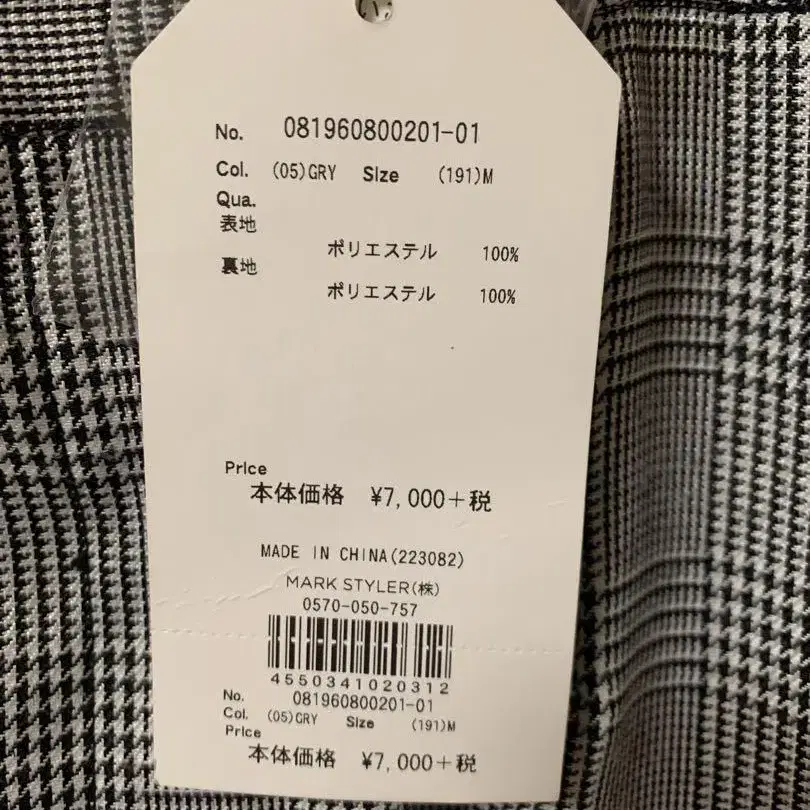 No. 081960800201-01
Col. (05)GRY Size (191)M
Qua.
表地
ポリエステル 100%
裏地
ポリエステル 100%
Price
本体価格 ¥7,000+税
MADE IN CHINA(223082)
MARK STYLER(株)
0570-050-757
4550341020312
No. 081960800201-01
Col. (05)GRY Size (191)M
Price
本体価格 ¥7,000+税